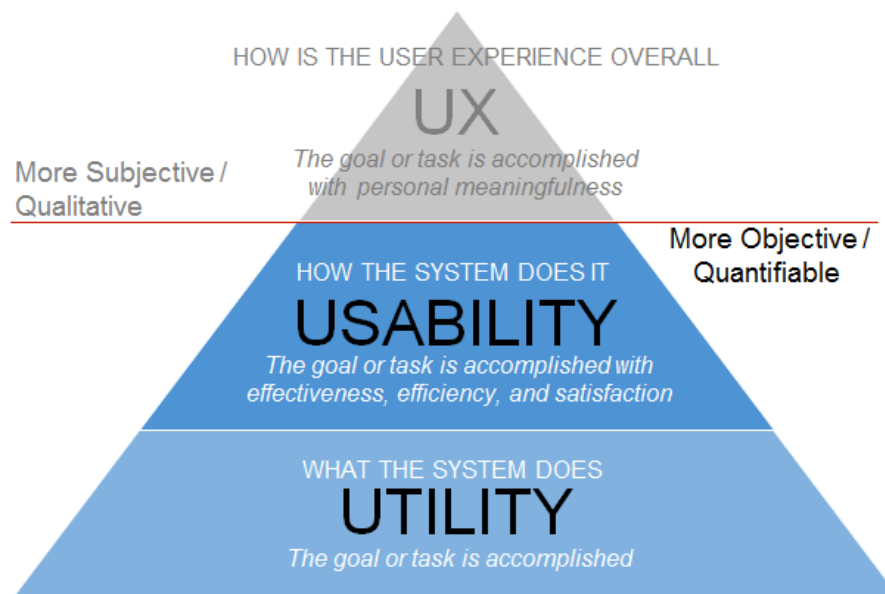 HOW IS THE USER EXPERIENCE OVERALL
UX
The goal or task is accomplished
with personal meaningfulness
More Subjective /
Qualitative
More Objective /
Quantifiable
HOW THE SYSTEM DOES IT
USABILITY
The goal or task is accomplished with
effectiveness, efficiency, and satisfaction
WHAT THE SYSTEM DOES
UTILITY
The goal or task is accomplished